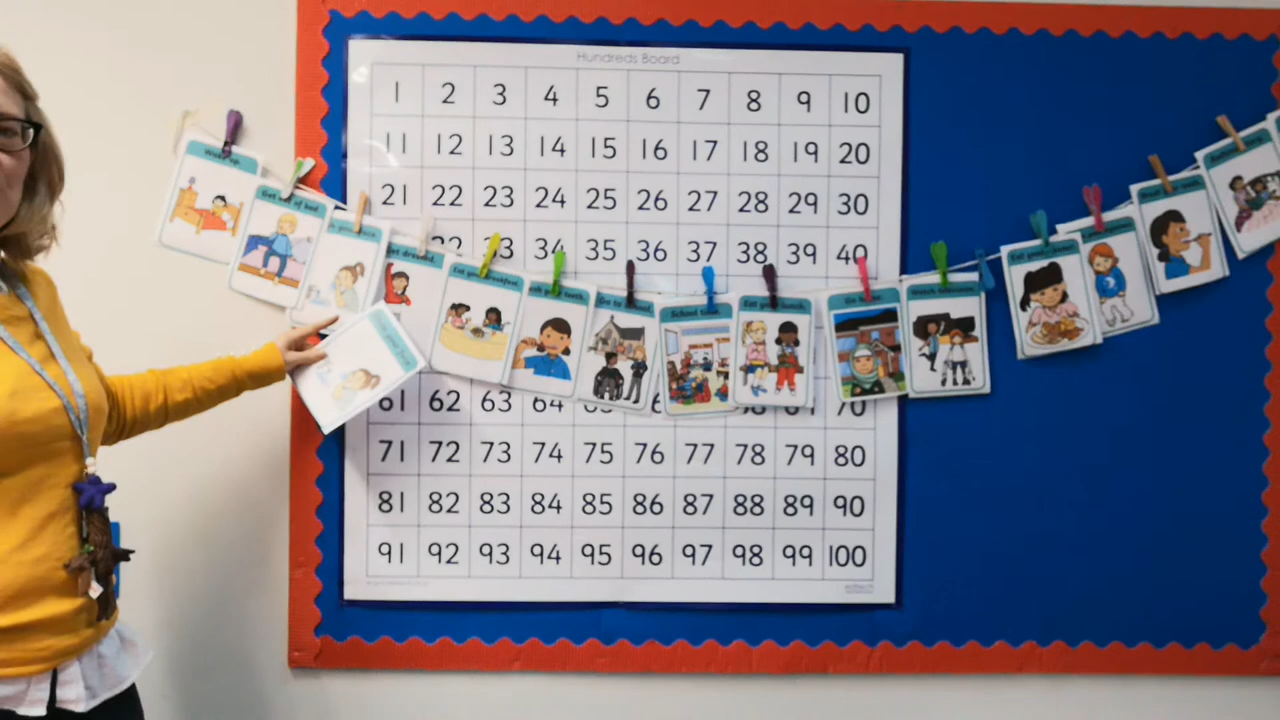 Hundreds Board
1 2 3 4 5 6 7 8 9 10
11 12 13 14 15 16 17 18 19 20
21 22 23 24 25 26 27 28 29 30
33 34 35 36 37 38 39 40
61 62 63 64 70
71 72 73 74 75 76 77 78 79 80
81 82 83 84 85 86 87 88 89 90
91 92 93 94 95 96 97 98 99 100
Wake up.
Get out of bed.
dressed.
Eat your breakfast.
your teeth.
Go to school.
School time.
Eat your lunch.
Go home.
Watch television.
Eat your dinner.